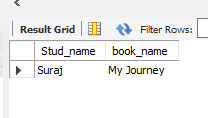 Result Grid Filter Rows:
Stud_name book_name
Suraj My Journey